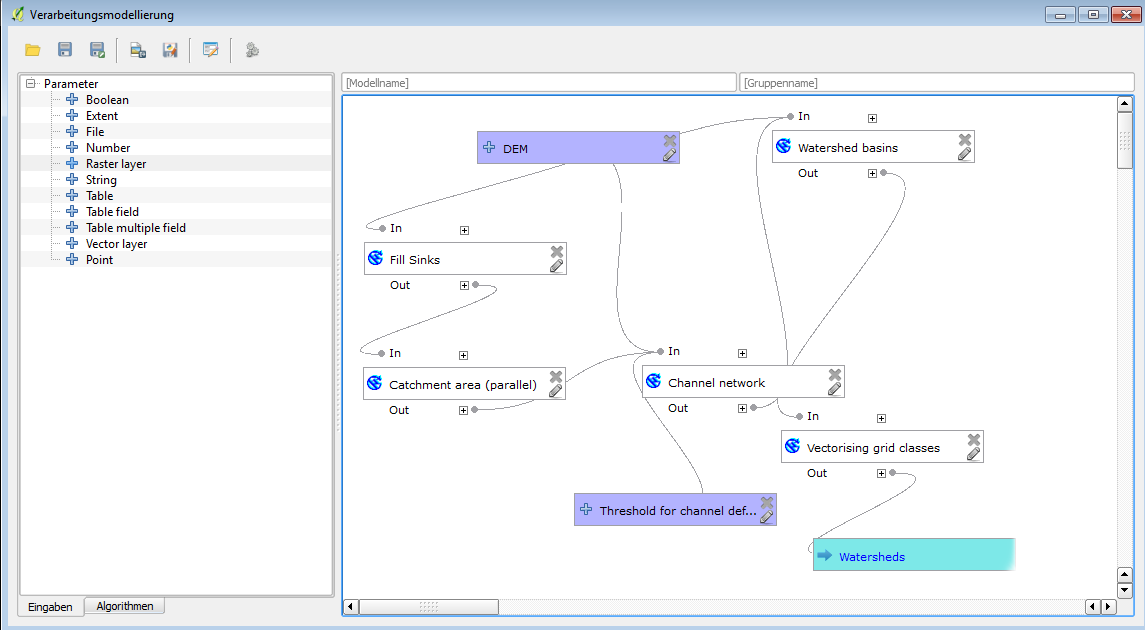 Verarbeitungsmodellierung
Parameter
Boolean
Extent
File
Number
Raster layer
String
Table
Table field
Table multiple field
Vector layer
Point
Eingaben
Algorithmen
[Modellname]
[Gruppenname]
In
DEM
Watershed basins
Out
In
Fill Sinks
Out
In
In
Catchment area (parallel)
Channel network
Out
Out
In
Vectorising grid classes
Out
Threshold for channel def...
Watersheds